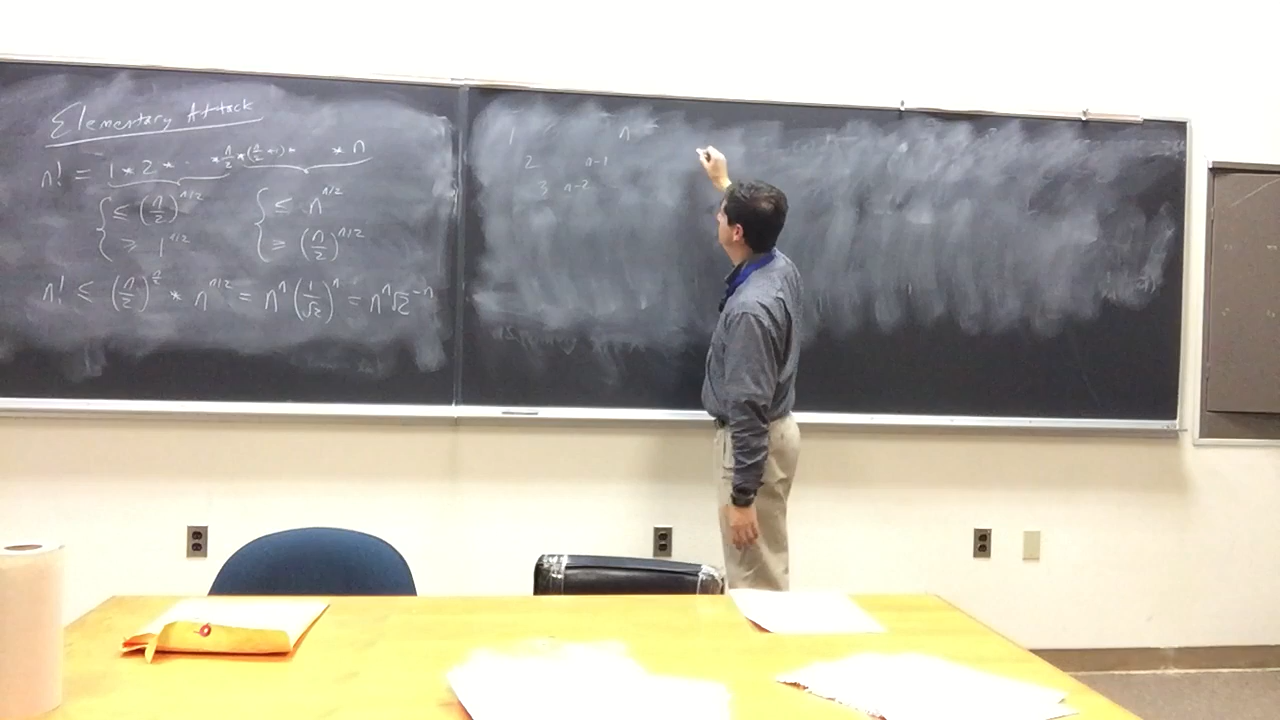 Elementary Attack
n! = 1 * 2 * . . * n/2 * (n/2 + 1) * * n
{ ≤ (n/2)^n/2 { ≤ n^n/2
≥ 1^n/2 ≥ (n/2)^n/2
n! ≤ (n/2)^n/2 * n^n/2 = n^n (1/√2)^n = n^n √2^-n
1 n
2 n-1
3 n-2